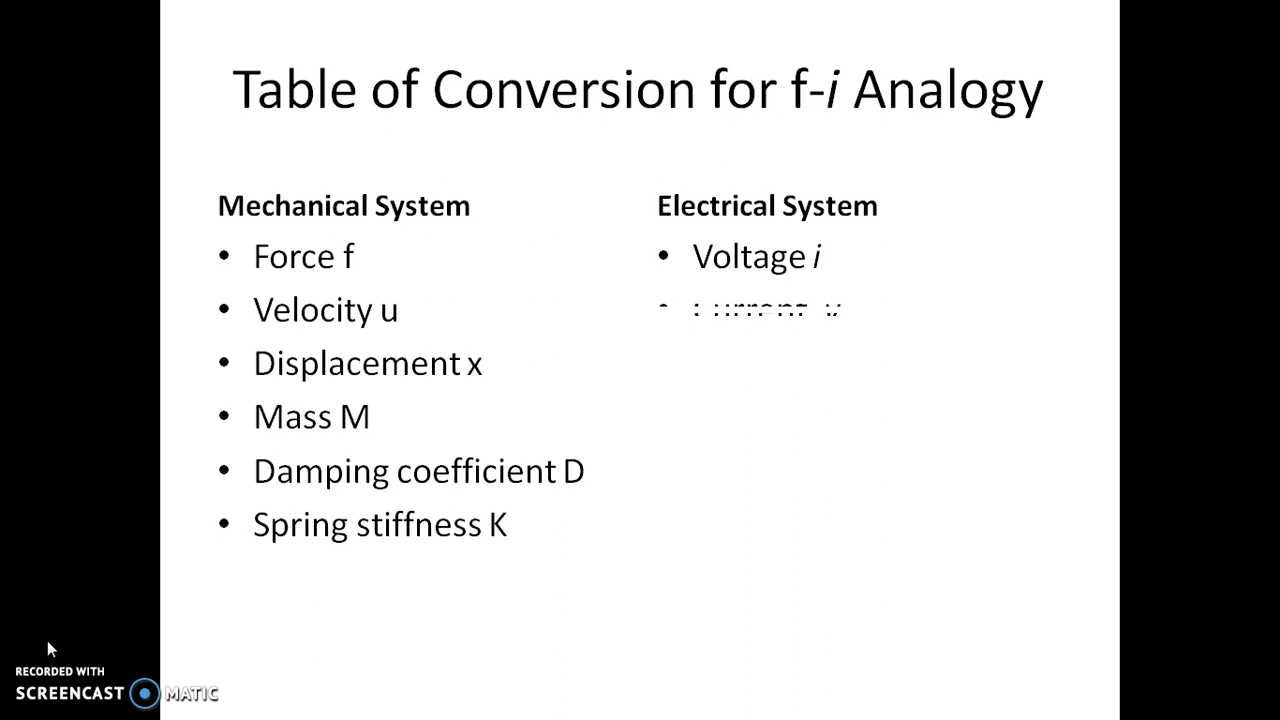 Table of Conversion for f-i Analogy
Mechanical System
• Force f
• Velocity u
• Displacement x
• Mass M
• Damping coefficient D
• Spring stiffness K
Electrical System
• Voltage i
RECORDED WITH
SCREENCAST MATIC